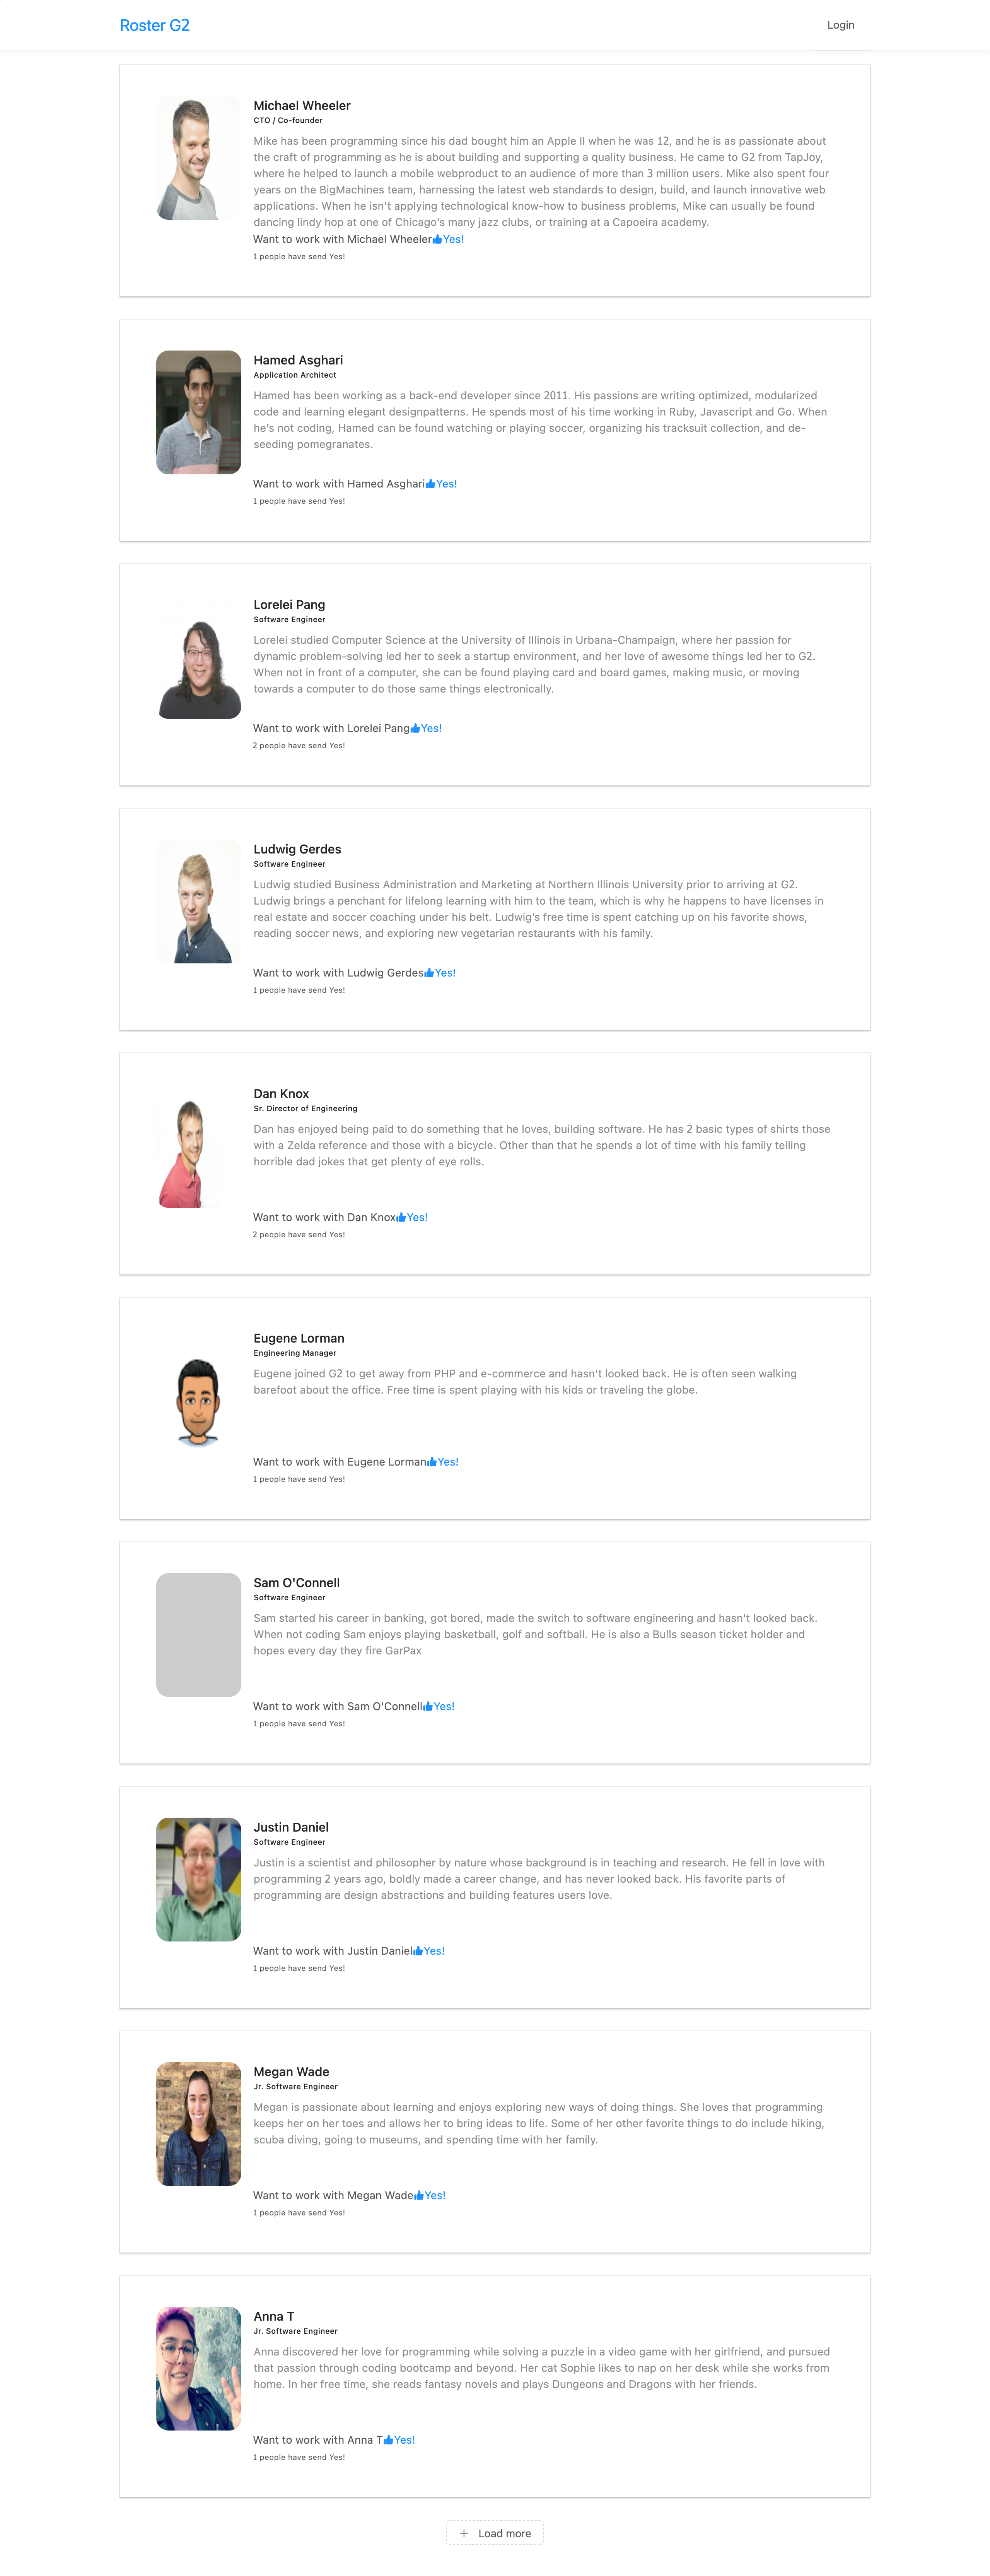 Roster G2
Login
Michael Wheeler
CTO / Co-founder
Mike has been programming since his dad bought him an Apple II when he was 12, and he is as passionate about
the craft of programming as he is about building and supporting a quality business. He came to G2 from TapJoy,
where he helped to launch a mobile webproduct to an audience of more than 3 million users. Mike also spent four
years on the BigMachines team, harnessing the latest web standards to design, build, and launch innovative web
applications. When he isn't applying technological know-how to business problems, Mike can usually be found
dancing lindy hop at one of Chicago's many jazz clubs, or training at a Capoeira academy.
Want to work with Michael WheelerYes!
1 people have send Yes!
Hamed Asghari
Application Architect
Hamed has been working as a back-end developer since 2011. His passions are writing optimized, modularized
code and learning elegant designpatterns. He spends most of his time working in Ruby, Javascript and Go. When
he's not coding, Hamed can be found watching or playing soccer, organizing his tracksuit collection, and de-
seeding pomegranates.
Want to work with Hamed AsghariYes!
1 people have send Yes!
Lorelei Pang
Software Engineer
Lorelei studied Computer Science at the University of Illinois in Urbana-Champaign, where her passion for
dynamic problem-solving led her to seek a startup environment, and her love of awesome things led her to G2.
When not in front of a computer, she can be found playing card and board games, making music, or moving
towards a computer to do those same things electronically.
Want to work with Lorelei PangYes!
2 people have send Yes!
Ludwig Gerdes
Software Engineer
Ludwig studied Business Administration and Marketing at Northern Illinois University prior to arriving at G2.
Ludwig brings a penchant for lifelong learning with him to the team, which is why he happens to have licenses in
real estate and soccer coaching under his belt. Ludwig's free time is spent catching up on his favorite shows,
reading soccer news, and exploring new vegetarian restaurants with his family.
Want to work with Ludwig GerdesYes!
1 people have send Yes!
Dan Knox
Sr. Director of Engineering
Dan has enjoyed being paid to do something that he loves, building software. He has 2 basic types of shirts those
with a Zelda reference and those with a bicycle. Other than that he spends a lot of time with his family telling
horrible dad jokes that get plenty of eye rolls.
Want to work with Dan KnoxYes!
2 people have send Yes!
Eugene Lorman
Engineering Manager
Eugene joined G2 to get away from PHP and e-commerce and hasn't looked back. He is often seen walking
barefoot about the office. Free time is spent playing with his kids or traveling the globe.
Want to work with Eugene LormanYes!
1 people have send Yes!
Sam O'Connell
Software Engineer
Sam started his career in banking, got bored, made the switch to software engineering and hasn't looked back.
When not coding Sam enjoys playing basketball, golf and softball. He is also a Bulls season ticket holder and
hopes every day they fire GarPax
Want to work with Sam O'ConnellYes!
1 people have send Yes!
Justin Daniel
Software Engineer
Justin is a scientist and philosopher by nature whose background is in teaching and research. He fell in love with
programming 2 years ago, boldly made a career change, and has never looked back. His favorite parts of
programming are design abstractions and building features users love.
Want to work with Justin DanielYes!
1 people have send Yes!
Megan Wade
Jr. Software Engineer
Megan is passionate about learning and enjoys exploring new ways of doing things. She loves that programming
keeps her on her toes and allows her to bring ideas to life. Some of her other favorite things to do include hiking,
scuba diving, going to museums, and spending time with her family.
Want to work with Megan WadeYes!
1 people have send Yes!
Anna T
Jr. Software Engineer
Anna discovered her love for programming while solving a puzzle in a video game with her girlfriend, and pursued
that passion through coding bootcamp and beyond. Her cat Sophie likes to nap on her desk while she works from
home. In her free time, she reads fantasy novels and plays Dungeons and Dragons with her friends.
Want to work with Anna TYes!
1 people have send Yes!
+ Load more